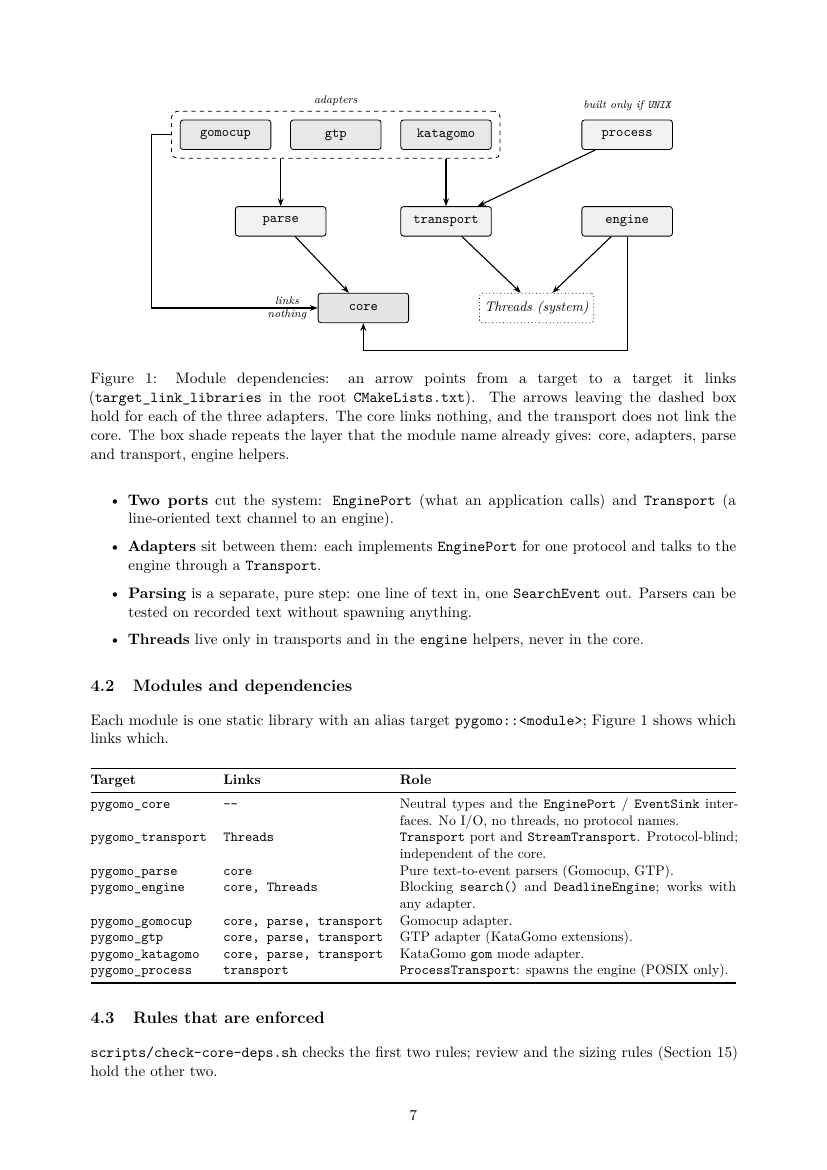 adapters
built only if UNIX
gomocup
gtp
katagomo
process
parse
transport
engine
links
nothing
core
Threads (system)
Figure 1: Module dependencies: an arrow points from a target to a target it links
(target_link_libraries in the root CMakeLists.txt). The arrows leaving the dashed box
hold for each of the three adapters. The core links nothing, and the transport does not link the
core. The box shade repeats the layer that the module name already gives: core, adapters, parse
and transport, engine helpers.
• Two ports cut the system: EnginePort (what an application calls) and Transport (a
line-oriented text channel to an engine).
• Adapters sit between them: each implements EnginePort for one protocol and talks to the
engine through a Transport.
• Parsing is a separate, pure step: one line of text in, one SearchEvent out. Parsers can be
tested on recorded text without spawning anything.
• Threads live only in transports and in the engine helpers, never in the core.
4.2 Modules and dependencies
Each module is one static library with an alias target pygomo::<module>; Figure 1 shows which
links which.
Target Links Role
pygomo_core -- Neutral types and the EnginePort / EventSink inter-
faces. No I/O, no threads, no protocol names.
pygomo_transport Threads Transport port and StreamTransport. Protocol-blind;
independent of the core.
pygomo_parse core Pure text-to-event parsers (Gomocup, GTP).
pygomo_engine core, Threads Blocking search() and DeadlineEngine; works with
any adapter.
pygomo_gomocup core, parse, transport Gomocup adapter.
pygomo_gtp core, parse, transport GTP adapter (KataGomo extensions).
pygomo_katagomo core, parse, transport KataGomo gom mode adapter.
pygomo_process transport ProcessTransport: spawns the engine (POSIX only).
4.3 Rules that are enforced
scripts/check-core-deps.sh checks the first two rules; review and the sizing rules (Section 15)
hold the other two.
7